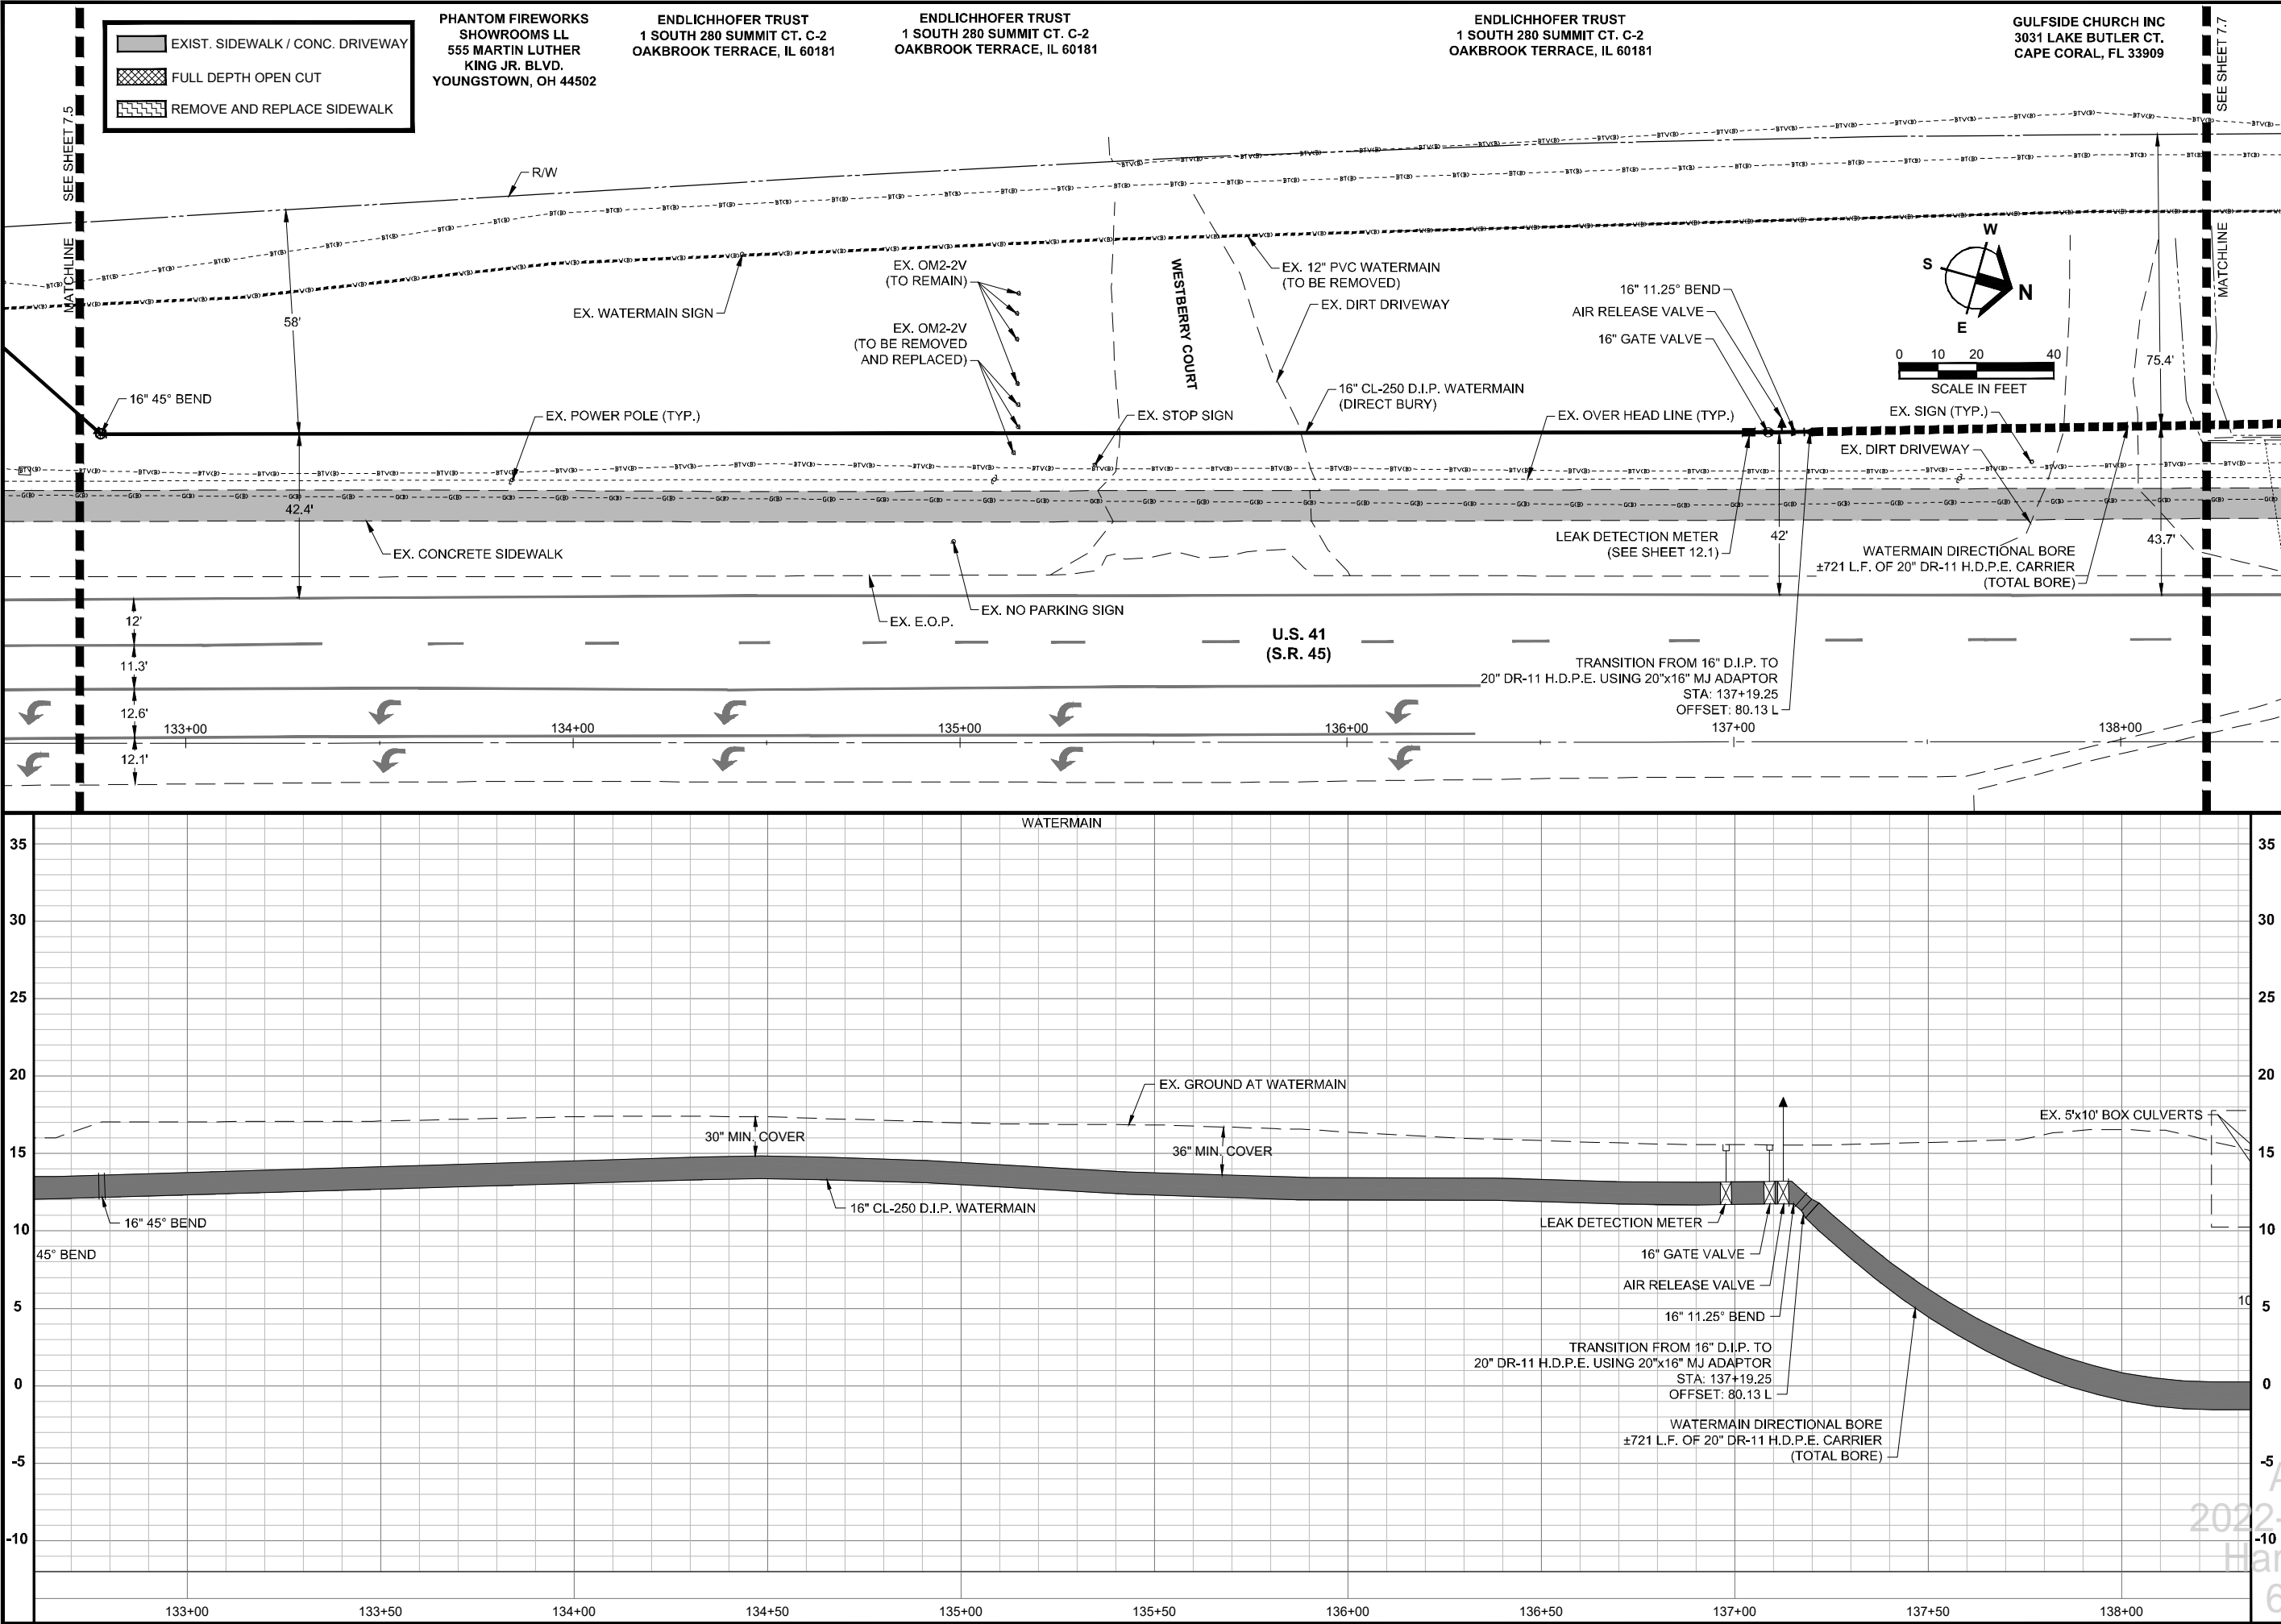 EXIST. SIDEWALK / CONC. DRIVEWAY
FULL DEPTH OPEN CUT
REMOVE AND REPLACE SIDEWALK
PHANTOM FIREWORKS
SHOWROOMS LL
555 MARTIN LUTHER
KING JR. BLVD.
YOUNGSTOWN, OH 44502
ENDLICHHOFER TRUST
1 SOUTH 280 SUMMIT CT. C-2
OAKBROOK TERRACE, IL 60181
ENDLICHHOFER TRUST
1 SOUTH 280 SUMMIT CT. C-2
OAKBROOK TERRACE, IL 60181
ENDLICHHOFER TRUST
1 SOUTH 280 SUMMIT CT. C-2
OAKBROOK TERRACE, IL 60181
GULFSIDE CHURCH INC
3031 LAKE BUTLER CT.
CAPE CORAL, FL 33909
SEE SHEET 7.5
MATCHLINE
SEE SHEET 7.7
MATCHLINE
R/W
58'
EX. WATERMAIN SIGN
EX. OM2-2V
(TO REMAIN)
EX. OM2-2V
(TO BE REMOVED
AND REPLACED)
WESTBERRY COURT
EX. 12" PVC WATERMAIN
(TO BE REMOVED)
EX. DIRT DRIVEWAY
16" 11.25° BEND
AIR RELEASE VALVE
16" GATE VALVE
W
S
N
E
0 10 20 40
SCALE IN FEET
75.4'
16" 45° BEND
EX. POWER POLE (TYP.)
EX. STOP SIGN
16" CL-250 D.I.P. WATERMAIN
(DIRECT BURY)
EX. OVER HEAD LINE (TYP.)
EX. SIGN (TYP.)
EX. DIRT DRIVEWAY
42.4'
EX. CONCRETE SIDEWALK
LEAK DETECTION METER
(SEE SHEET 12.1)
42'
WATERMAIN DIRECTIONAL BORE
±721 L.F. OF 20" DR-11 H.D.P.E. CARRIER
(TOTAL BORE)
43.7'
EX. E.O.P.
EX. NO PARKING SIGN
12'
11.3'
12.6'
12.1'
U.S. 41
(S.R. 45)
TRANSITION FROM 16" D.I.P. TO
20" DR-11 H.D.P.E. USING 20"x16" MJ ADAPTOR
STA: 137+19.25
OFFSET: 80.13 L
133+00 134+00 135+00 136+00 137+00 138+00
WATERMAIN
35 35
30 30
25 25
20 20
15 15
10 10
5 5
0 0
-5 -5
-10 -10
EX. GROUND AT WATERMAIN
30" MIN. COVER
36" MIN. COVER
EX. 5'x10' BOX CULVERTS
16" 45° BEND
45° BEND
16" CL-250 D.I.P. WATERMAIN
LEAK DETECTION METER
16" GATE VALVE
AIR RELEASE VALVE
16" 11.25° BEND
10
TRANSITION FROM 16" D.I.P. TO
20" DR-11 H.D.P.E. USING 20"x16" MJ ADAPTOR
STA: 137+19.25
OFFSET: 80.13 L
WATERMAIN DIRECTIONAL BORE
±721 L.F. OF 20" DR-11 H.D.P.E. CARRIER
(TOTAL BORE)
2022-
133+00 133+50 134+00 134+50 135+00 135+50 136+00 136+50 137+00 137+50 138+00